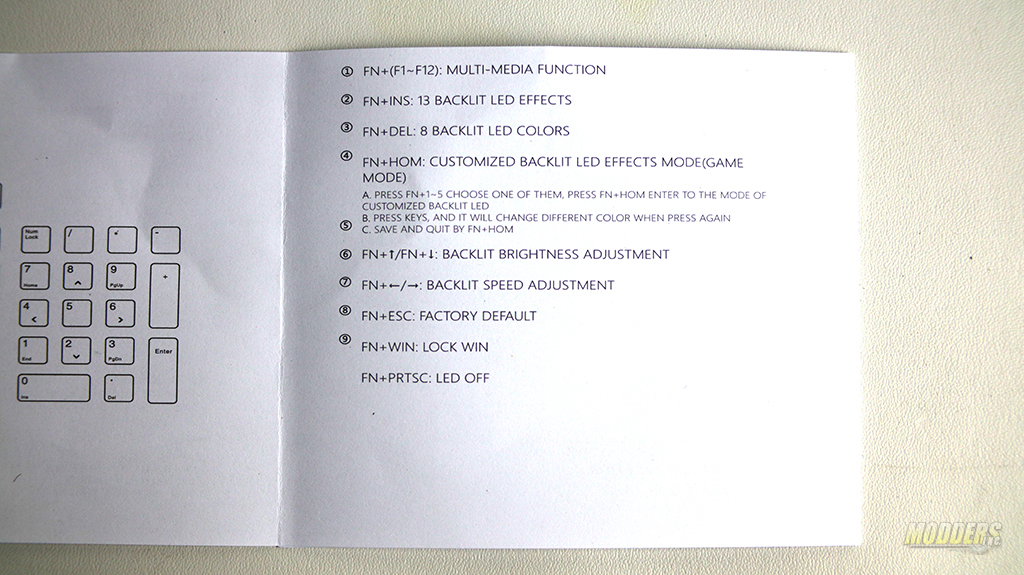 ① FN+(F1~F12): MULTI-MEDIA FUNCTION
② FN+INS: 13 BACKLIT LED EFFECTS
③ FN+DEL: 8 BACKLIT LED COLORS
④ FN+HOM: CUSTOMIZED BACKLIT LED EFFECTS MODE(GAME
MODE)
A. PRESS FN+1~5 CHOOSE ONE OF THEM, PRESS FN+HOM ENTER TO THE MODE OF
CUSTOMIZED BACKLIT LED
B. PRESS KEYS, AND IT WILL CHANGE DIFFERENT COLOR WHEN PRESS AGAIN
⑤ C. SAVE AND QUIT BY FN+HOM
⑥ FN+↑/FN+↓: BACKLIT BRIGHTNESS ADJUSTMENT
⑦ FN+←/→: BACKLIT SPEED ADJUSTMENT
⑧ FN+ESC: FACTORY DEFAULT
⑨ FN+WIN: LOCK WIN
FN+PRTSC: LED OFF
Num
Lock
/ * -
7 Home 8 ^ 9 PgUp +
4 < 5 6 >
1 End 2 ⌄ 3 PgDn Enter
0 Ins . Del
MODDERS